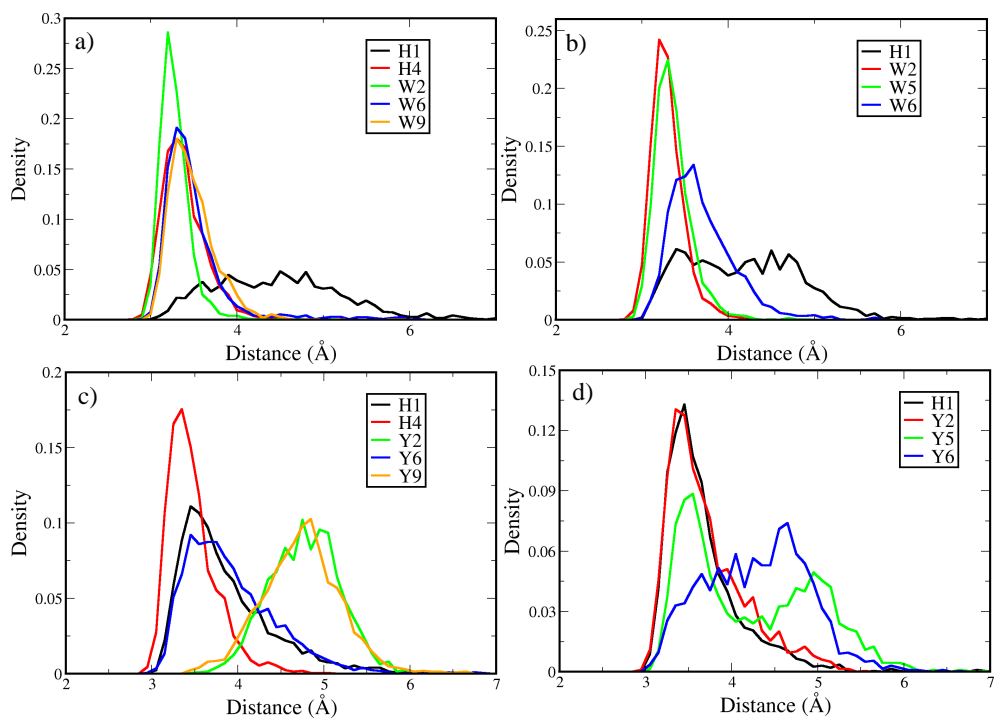 a)
H1
H4
W2
W6
W9
0.3
0.25
0.2
0.15
0.1
0.05
0
Density
2
4
6
Distance (Å)
b)
H1
W2
W5
W6
0.25
0.2
0.15
0.1
0.05
0
Density
2
4
6
Distance (Å)
c)
H1
H4
Y2
Y6
Y9
0.2
0.15
0.1
0.05
0
Density
2
3
4
5
6
7
Distance (Å)
d)
H1
Y2
Y5
Y6
0.15
0.12
0.09
0.06
0.03
0
Density
2
3
4
5
6
7
Distance (Å)